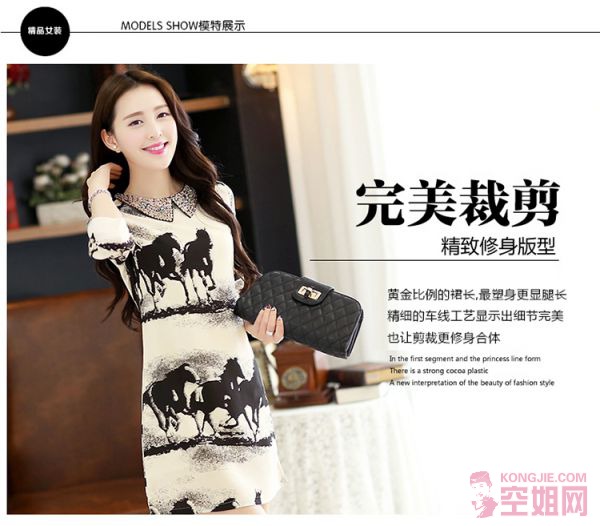 精品女装
MODELS SHOW模特展示
完美裁剪
精致修身版型
黄金比例的裙长,最塑身更显腿长
精细的车线工艺显示出细节完美
也让剪裁更修身合体
In the first segment and the princess line form
There is a strong cocoa plastic
A new interpretation of the beauty of fashion style
KONGJIE.COM
空姐网